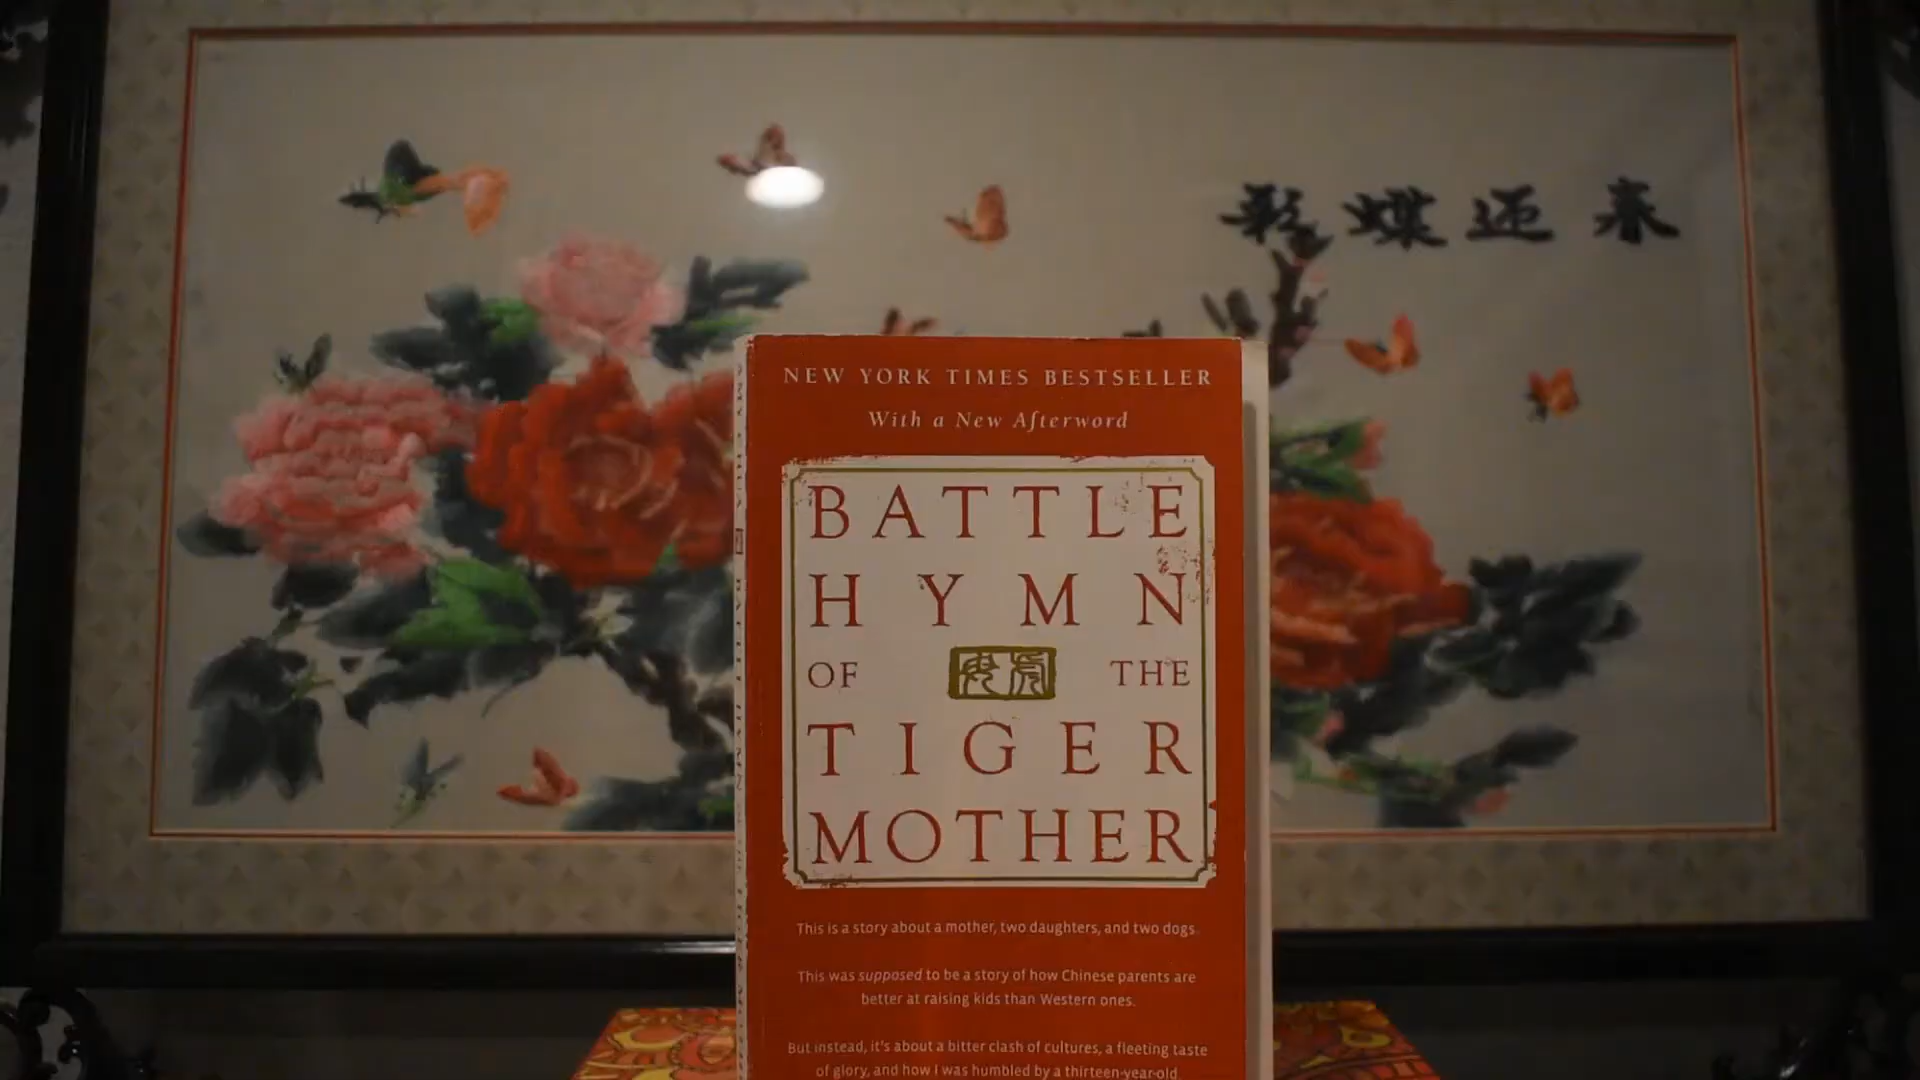 彩蝶迎春
NEW YORK TIMES BESTSELLER
With a New Afterword
BATTLE
HYMN
OF 虎母 THE
TIGER
MOTHER
This is a story about a mother, two daughters, and two dogs.
This was supposed to be a story of how Chinese parents are
better at raising kids than Western ones.
But instead, it's about a bitter clash of cultures, a fleeting taste
of glory, and how I was humbled by a thirteen-year-old.